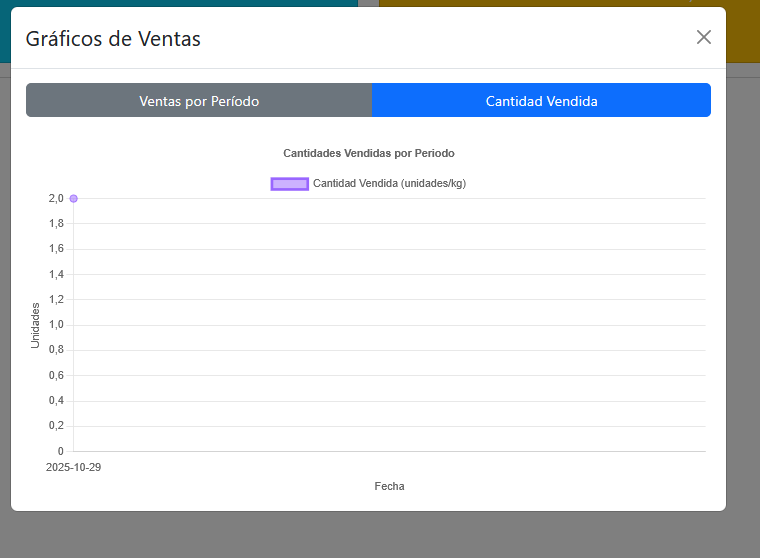 Gráficos de Ventas
Ventas por Período
Cantidad Vendida
Cantidades Vendidas por Periodo
Cantidad Vendida (unidades/kg)
2,0
1,8
1,6
1,4
1,2
1,0
0,8
0,6
0,4
0,2
0
Unidades
2025-10-29
Fecha